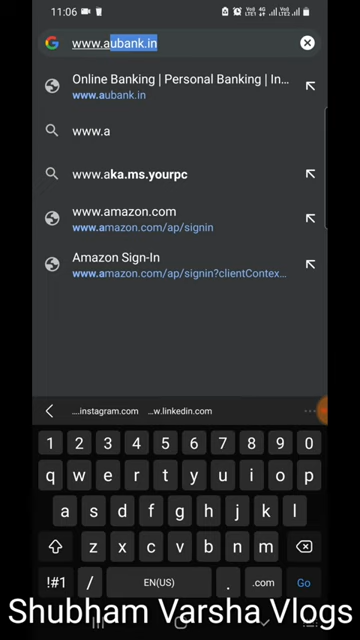 11:06
www.aubank.in
Online Banking | Personal Banking | In...
www.aubank.in
www.a
www.aka.ms.yourpc
www.amazon.com
www.amazon.com/ap/signin
Amazon Sign-In
www.amazon.com/ap/signin?clientContex...
....instagram.com ...w.linkedin.com
1 2 3 4 5 6 7 8 9 0
q w e r t y u i o p
a s d f g h j k l
z x c v b n m
!#1 / EN(US) . .com Go
Shubham Varsha Vlogs